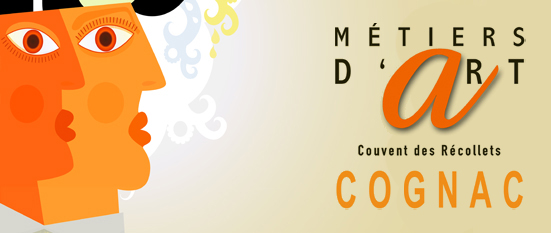 MÉTIERS
D'aRT
Couvent des Récollets
COGNAC